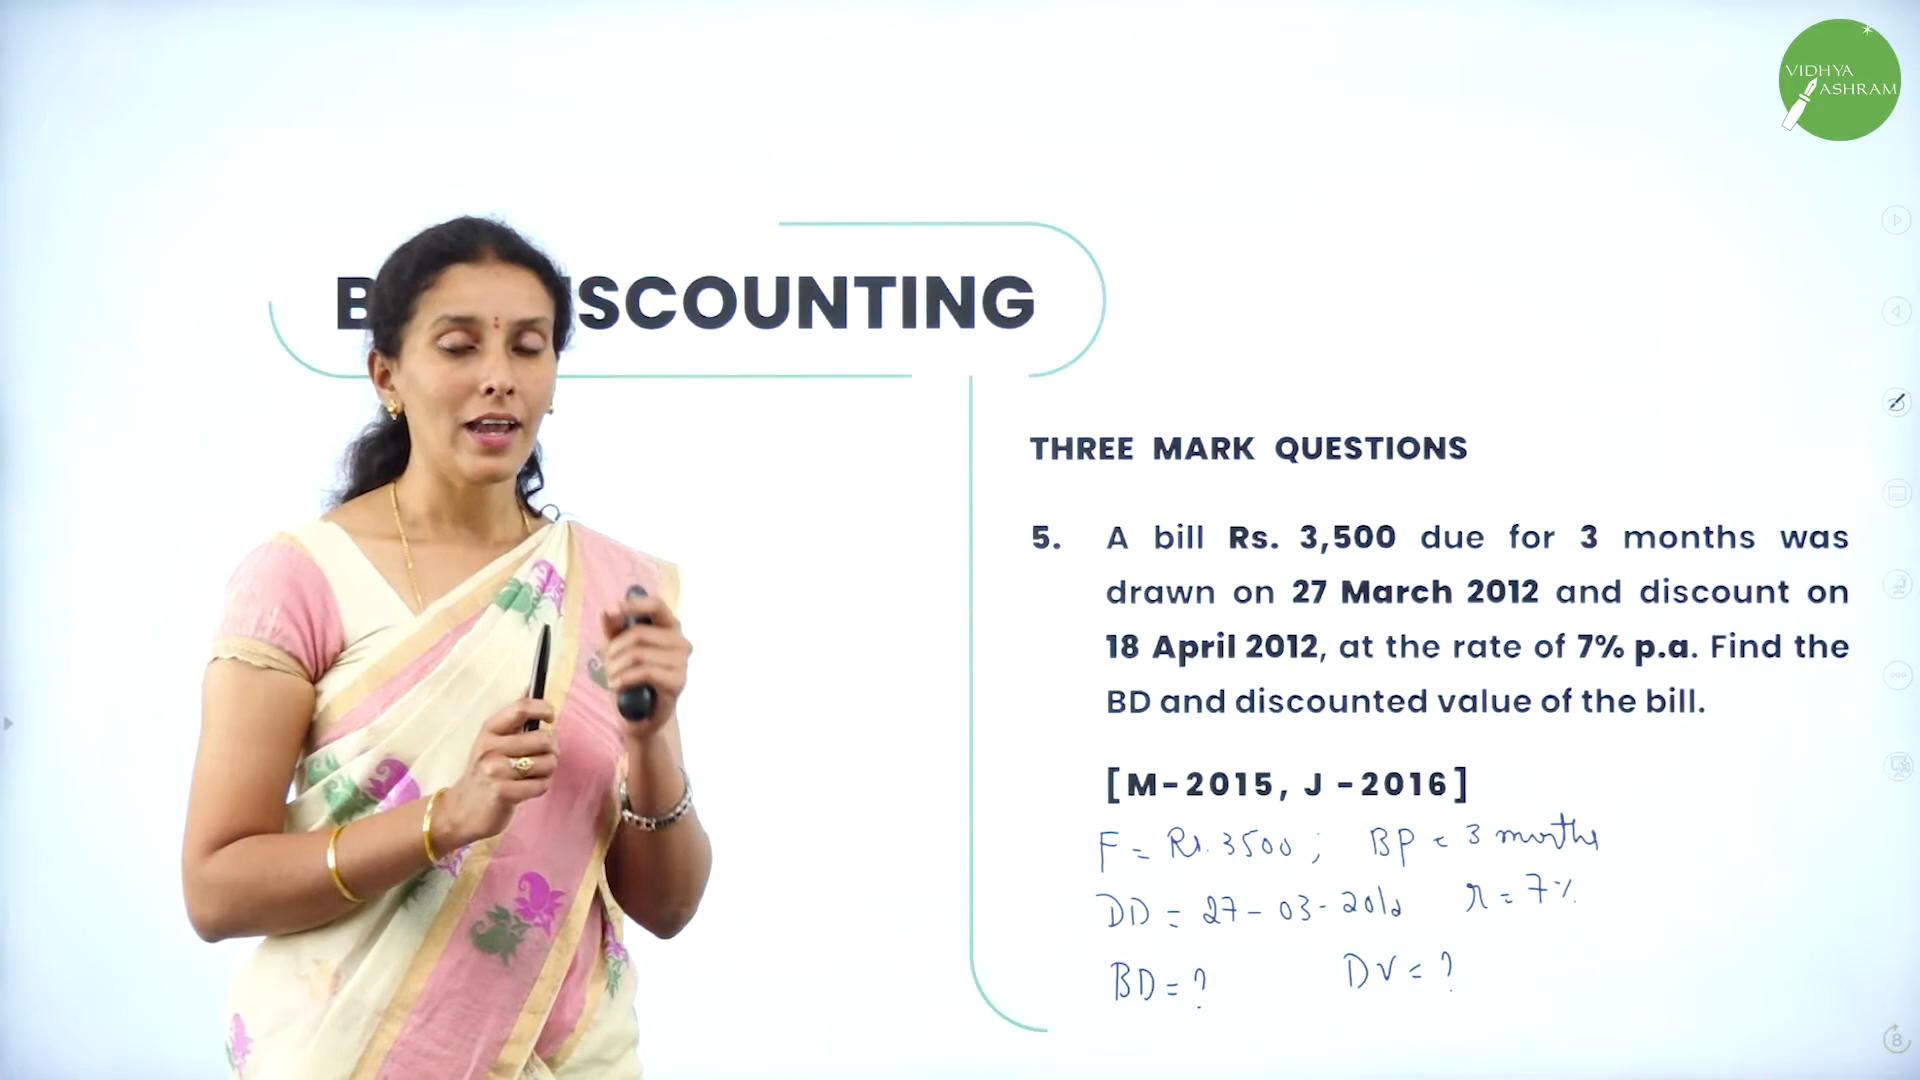 VIDHYA
ASHRAM
B SCOUNTING
THREE MARK QUESTIONS
5. A bill Rs. 3,500 due for 3 months was
drawn on 27 March 2012 and discount on
18 April 2012, at the rate of 7% p.a. Find the
BD and discounted value of the bill.
[M-2015, J -2016]
F = Rs. 3500 ; BP = 3 months
DD = 27 - 03 - 2012 r = 7%
BD = ? DV = ?
8